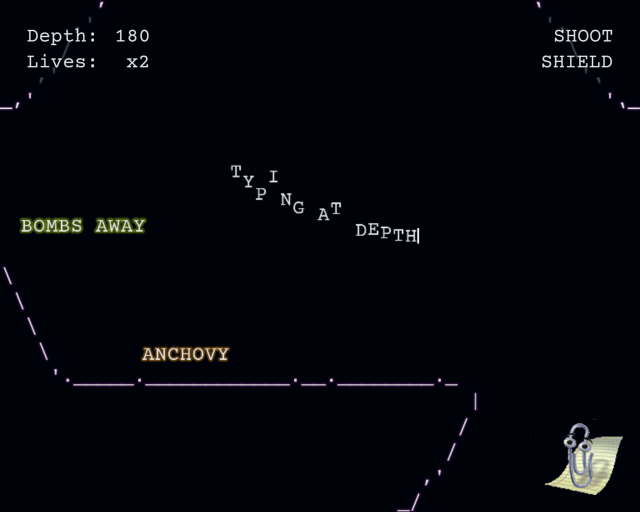 Depth: 180
Lives: x2
SHOOT
SHIELD
TYPING AT DEPTH
BOMBS AWAY
ANCHOVY